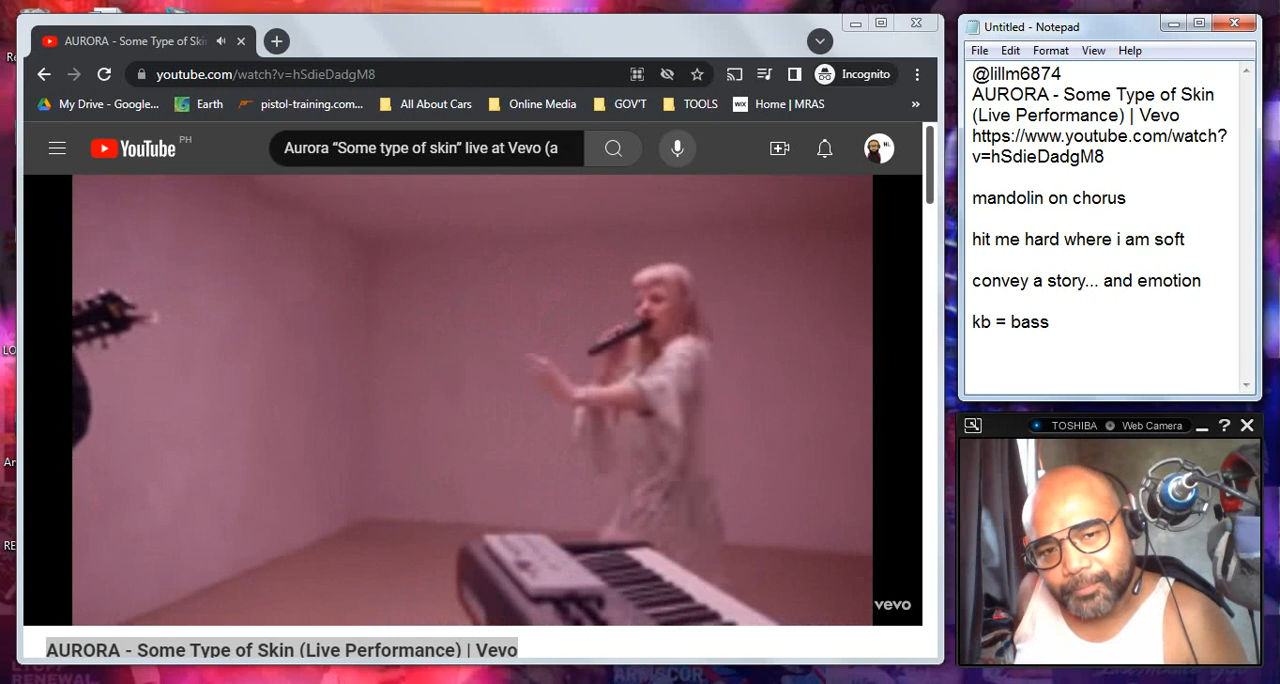 AURORA - Some Type of Skin
youtube.com/watch?v=hSdieDadgM8
Incognito
My Drive - Google...
Earth
pistol-training.com...
All About Cars
Online Media
GOV'T
TOOLS
WIX
Home | MRAS
»
YouTube PH
Aurora “Some type of skin” live at Vevo (a
vevo
AURORA - Some Type of Skin (Live Performance) | Vevo
Untitled - Notepad
File Edit Format View Help
@lillm6874
AURORA - Some Type of Skin
(Live Performance) | Vevo
https://www.youtube.com/watch?
v=hSdieDadgM8
mandolin on chorus
hit me hard where i am soft
convey a story... and emotion
kb = bass
TOSHIBA Web Camera
RENEWAL
ARMSCOR